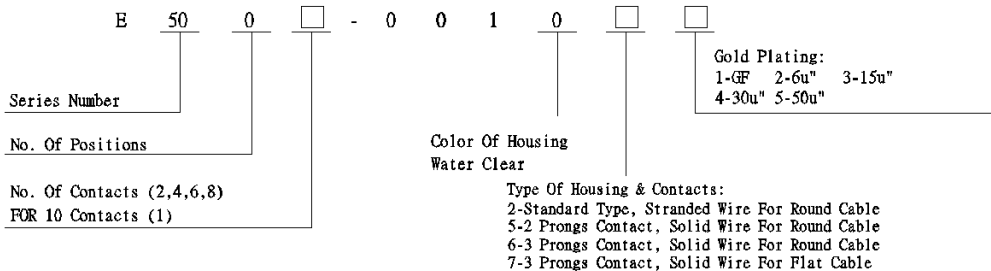 E 50 0 □ - 0 0 1 0 □ □
Gold Plating:
1-GF 2-6u" 3-15u"
4-30u" 5-50u"
Series Number
No. Of Positions
Color Of Housing
Water Clear
No. Of Contacts (2,4,6,8)
FOR 10 Contacts (1)
Type Of Housing & Contacts:
2-Standard Type, Stranded Wire For Round Cable
5-2 Prongs Contact, Solid Wire For Round Cable
6-3 Prongs Contact, Solid Wire For Round Cable
7-3 Prongs Contact, Solid Wire For Flat Cable